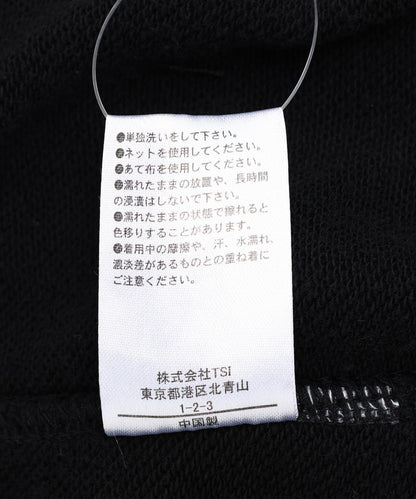 ●単独洗いをして下さい。
●ネットを使用してください。
●あて布を使用してください。
●濡れたままの放置や、長時間
の浸漬はしないで下さい。
●濡れたままの状態で擦れると
色移りすることがあります。
●着用中の摩擦や、汗、水濡れ、
濃淡差があるものとの重ね着に
ご注意ください。
株式会社TSI
東京都港区北青山
1-2-3
中国製